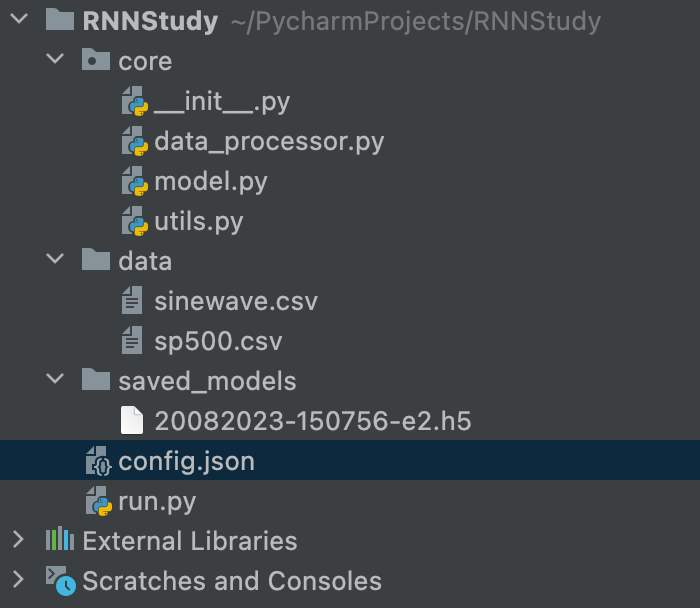 RNNStudy ~/PycharmProjects/RNNStudy
core
__init__.py
data_processor.py
model.py
utils.py
data
sinewave.csv
sp500.csv
saved_models
20082023-150756-e2.h5
config.json
run.py
External Libraries
Scratches and Consoles